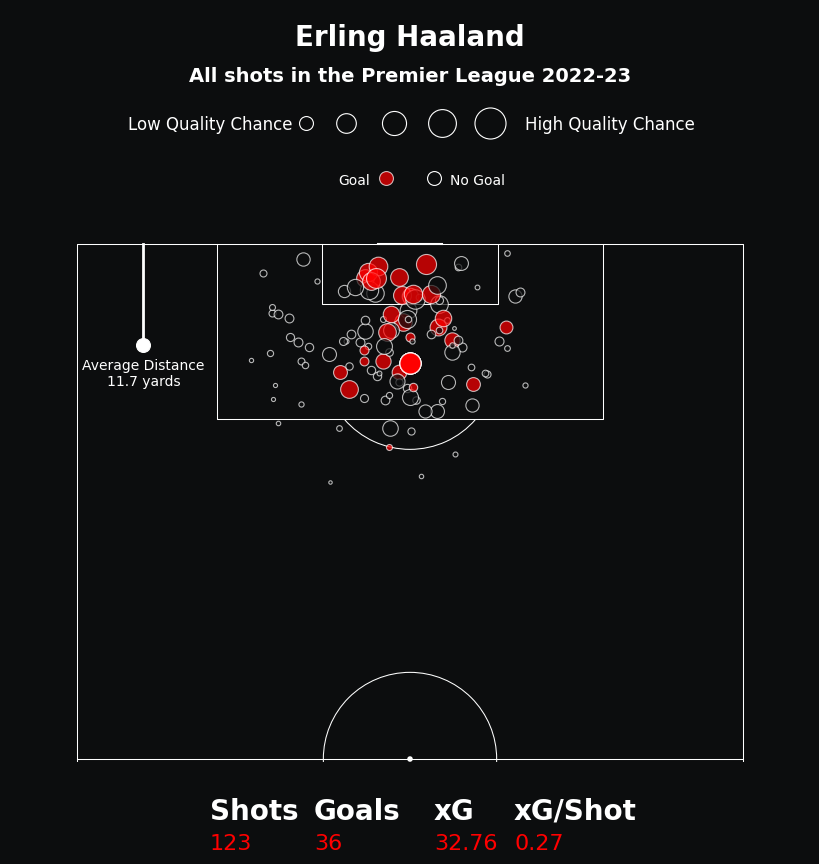 Erling Haaland
All shots in the Premier League 2022-23
Low Quality Chance High Quality Chance
Goal No Goal
Average Distance
11.7 yards
Shots Goals xG xG/Shot
123 36 32.76 0.27